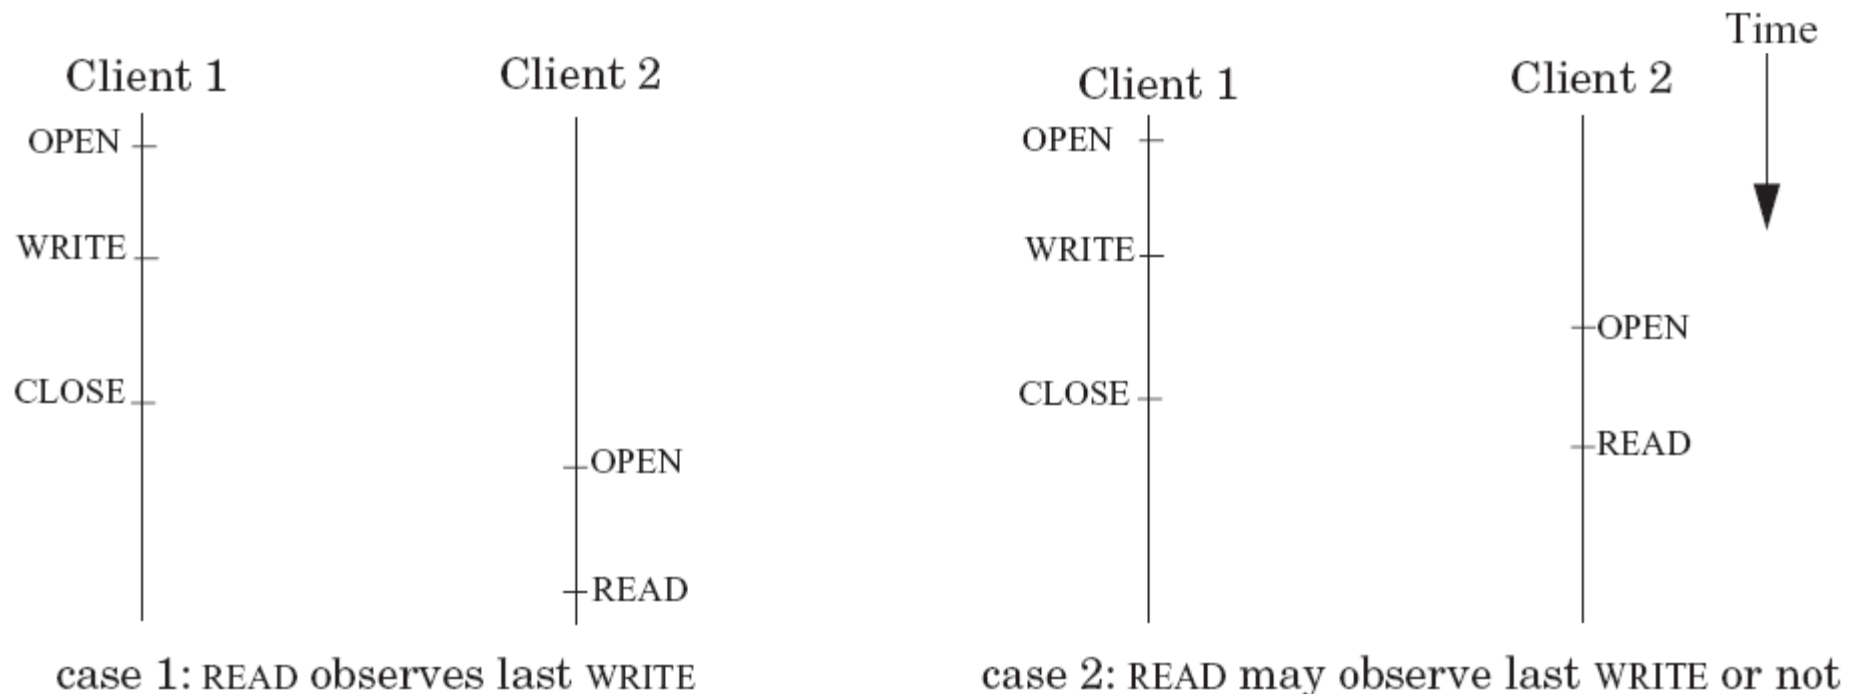 Time
Client 1
Client 2
OPEN
WRITE
CLOSE
OPEN
READ
case 1: READ observes last WRITE
Client 1
Client 2
OPEN
WRITE
OPEN
CLOSE
READ
case 2: READ may observe last WRITE or not